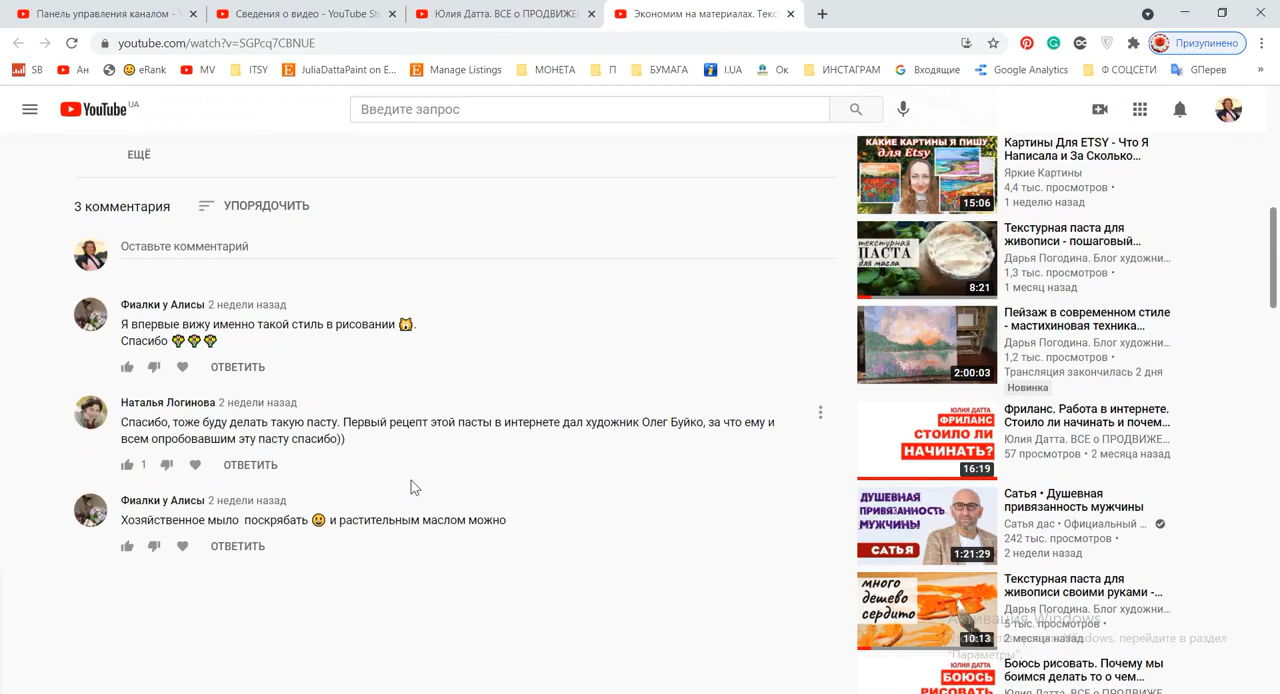 Панель управления каналом - Y
Сведения о видео - YouTube Stu
Юлия Датта. ВСЕ о ПРОДВИЖЕН
Экономим на материалах. Текс
youtube.com/watch?v=SGPcq7CBNUE
Приузупинено
SB
Ан
eRank
MV
ITSY
JuliaDattaPaint on E...
Manage Listings
МОНЕТА
П
БУМАГА
I.UA
Ок
ИНСТАГРАМ
Входящие
Google Analytics
Ф СОЦСЕТИ
GПерев
»
YouTube UA
Введите запрос
ЕЩЁ
3 комментария
УПОРЯДОЧИТЬ
Оставьте комментарий
Фиалки у Алисы 2 недели назад
Я впервые вижу именно такой стиль в рисовании 🐹.
Спасибо 💐💐💐
ОТВЕТИТЬ
Наталья Логинова 2 недели назад
Спасибо, тоже буду делать такую пасту. Первый рецепт этой пасты в интернете дал художник Олег Буйко, за что ему и
всем опробовавшим эту пасту спасибо))
1
ОТВЕТИТЬ
Фиалки у Алисы 2 недели назад
Хозяйственное мыло поскрябать 😃 и растительным маслом можно
ОТВЕТИТЬ
КАКИЕ КАРТИНЫ Я ПИШУ
для Etsy
15:06
Картины Для ETSY - Что Я
Написала и За Сколько...
Яркие Картины
4,4 тыс. просмотров •
1 неделю назад
текстурная
ПАСТА
для масла
8:21
Текстурная паста для
живописи - пошаговый...
Дарья Погодина. Блог художни...
1,3 тыс. просмотров •
1 месяц назад
2:00:03
Пейзаж в современном стиле
- мастихиновая техника...
Дарья Погодина. Блог художни...
1,2 тыс. просмотров •
Трансляция закончилась 2 дня
Новинка
ЮЛИЯ ДАТТА
ФРИЛАНС
СТОИЛО ЛИ
НАЧИНАТЬ?
16:19
Фриланс. Работа в интернете.
Стоило ли начинать и почем...
Юлия Датта. ВСЕ о ПРОДВИЖЕ...
57 просмотров • 2 месяца назад
ДУШЕВНАЯ
ПРИВЯЗАННОСТЬ
МУЖЧИНЫ
САТЬЯ
1:21:29
Сатья • Душевная
привязанность мужчины
Сатья дас • Официальный ...
242 тыс. просмотров •
2 недели назад
много
дешево
сердито
10:13
Текстурная паста для
живописи своими руками -...
Дарья Погодина. Блог художни...
5 тыс. просмотров •
2 месяца назад
Активация Windows
Windows, перейдите в раздел
"Параметры".
ЮЛИЯ ДАТТА
БОЮСЬ
РИСОВАТЬ
Боюсь рисовать. Почему мы
боимся делать то о чем...
Юлия Датта. ВСЕ о ПРОДВИЖЕ...